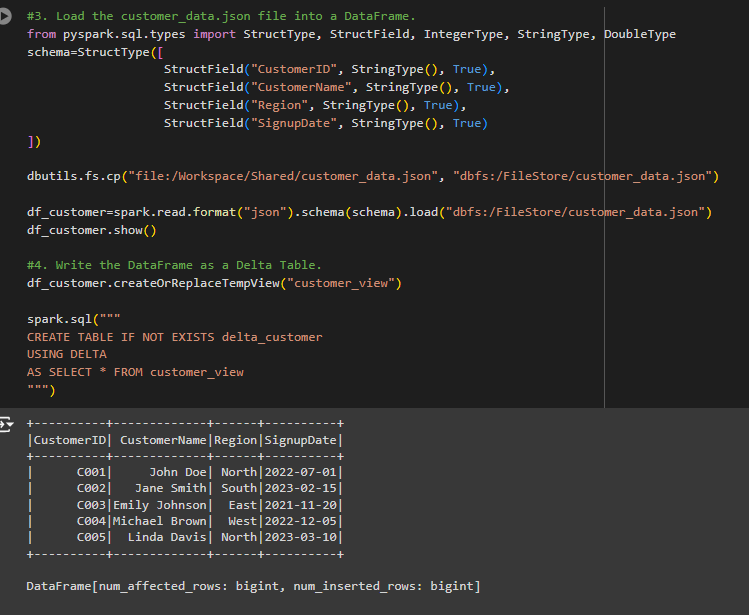 #3. Load the customer_data.json file into a DataFrame.
from pyspark.sql.types import StructType, StructField, IntegerType, StringType, DoubleType
schema=StructType([
                  StructField("CustomerID", StringType(), True),
                  StructField("CustomerName", StringType(), True),
                  StructField("Region", StringType(), True),
                  StructField("SignupDate", StringType(), True)
])

dbutils.fs.cp("file:/Workspace/Shared/customer_data.json", "dbfs:/FileStore/customer_data.json")

df_customer=spark.read.format("json").schema(schema).load("dbfs:/FileStore/customer_data.json")
df_customer.show()

#4. Write the DataFrame as a Delta Table.
df_customer.createOrReplaceTempView("customer_view")

spark.sql("""
CREATE TABLE IF NOT EXISTS delta_customer
USING DELTA
AS SELECT * FROM customer_view
""")
+----------+-------------+------+----------+
|CustomerID| CustomerName|Region|SignupDate|
+----------+-------------+------+----------+
|      C001|     John Doe| North|2022-07-01|
|      C002|   Jane Smith| South|2023-02-15|
|      C003|Emily Johnson|  East|2021-11-20|
|      C004|Michael Brown|  West|2022-12-05|
|      C005|  Linda Davis| North|2023-03-10|
+----------+-------------+------+----------+

DataFrame[num_affected_rows: bigint, num_inserted_rows: bigint]